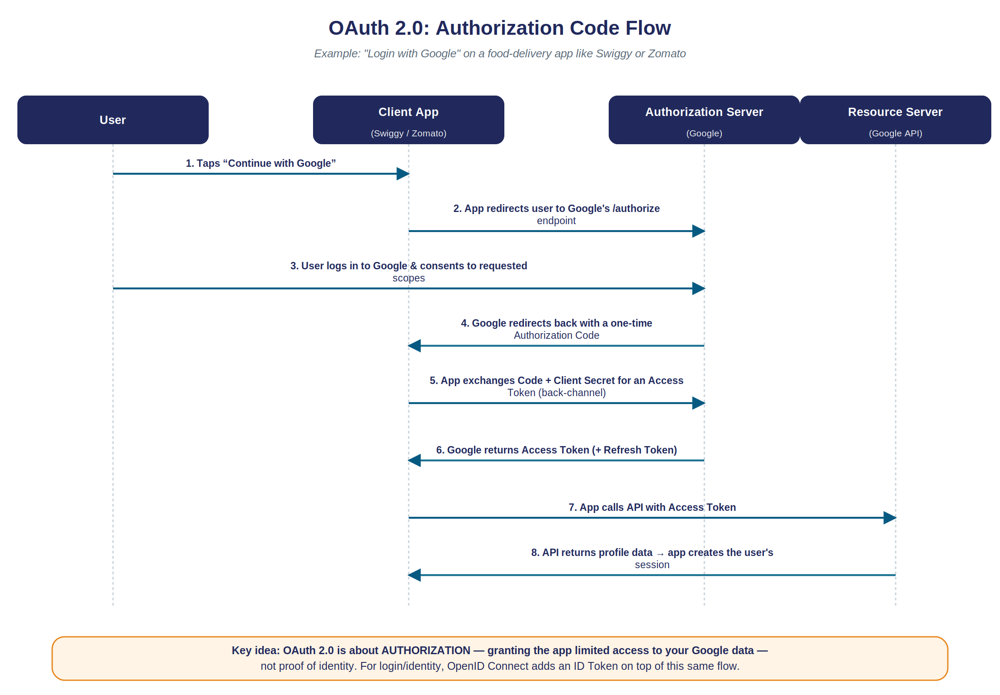 OAuth 2.0: Authorization Code Flow
Example: "Login with Google" on a food-delivery app like Swiggy or Zomato
User
Client App
(Swiggy / Zomato)
Authorization Server
(Google)
Resource Server
(Google API)
1. Taps “Continue with Google”
2. App redirects user to Google's /authorize
endpoint
3. User logs in to Google & consents to requested
scopes
4. Google redirects back with a one-time
Authorization Code
5. App exchanges Code + Client Secret for an Access
Token (back-channel)
6. Google returns Access Token (+ Refresh Token)
7. App calls API with Access Token
8. API returns profile data → app creates the user's
session
Key idea: OAuth 2.0 is about AUTHORIZATION — granting the app limited access to your Google data —
not proof of identity. For login/identity, OpenID Connect adds an ID Token on top of this same flow.